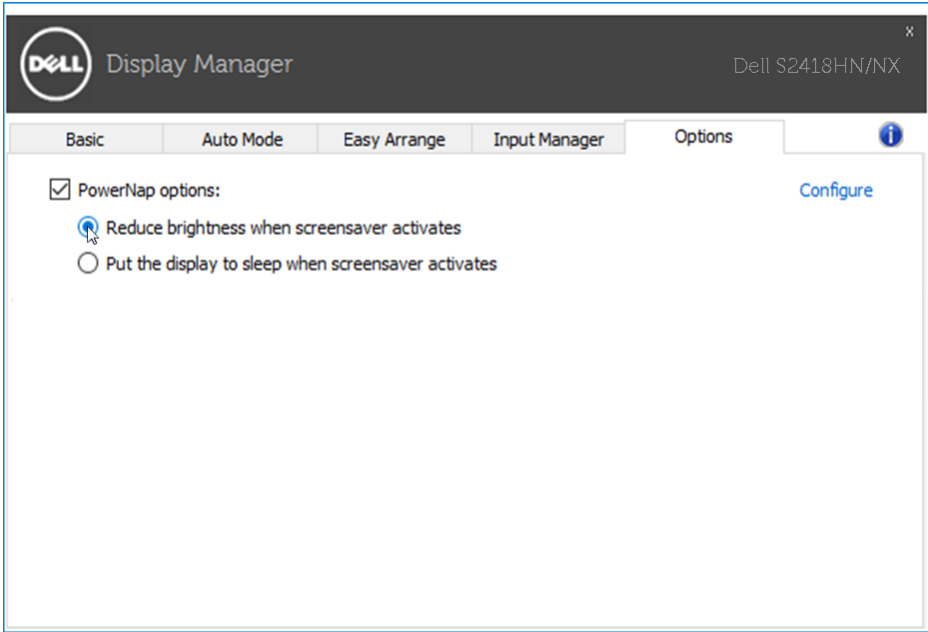 X
DELL Display Manager
Dell S2418HN/NX
Basic Auto Mode Easy Arrange Input Manager Options i
PowerNap options: Configure
Reduce brightness when screensaver activates
Put the display to sleep when screensaver activates